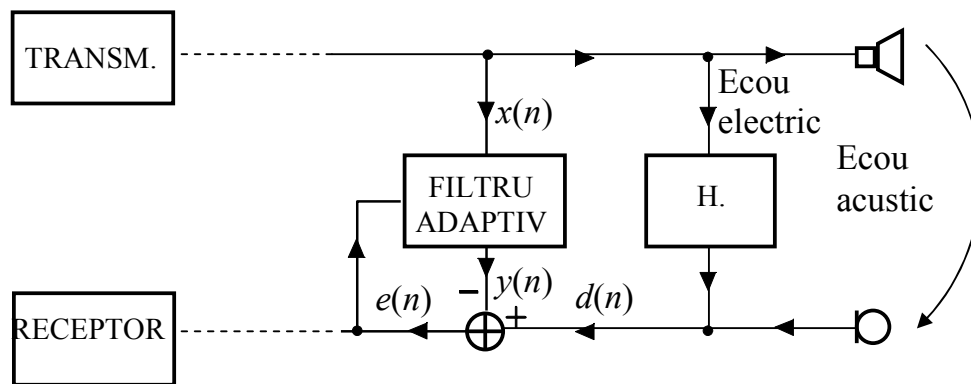 TRANSM.
Ecou
electric
x(n)
Ecou
acustic
FILTRU
ADAPTIV
H.
− y(n)
e(n)
+
d(n)
RECEPTOR